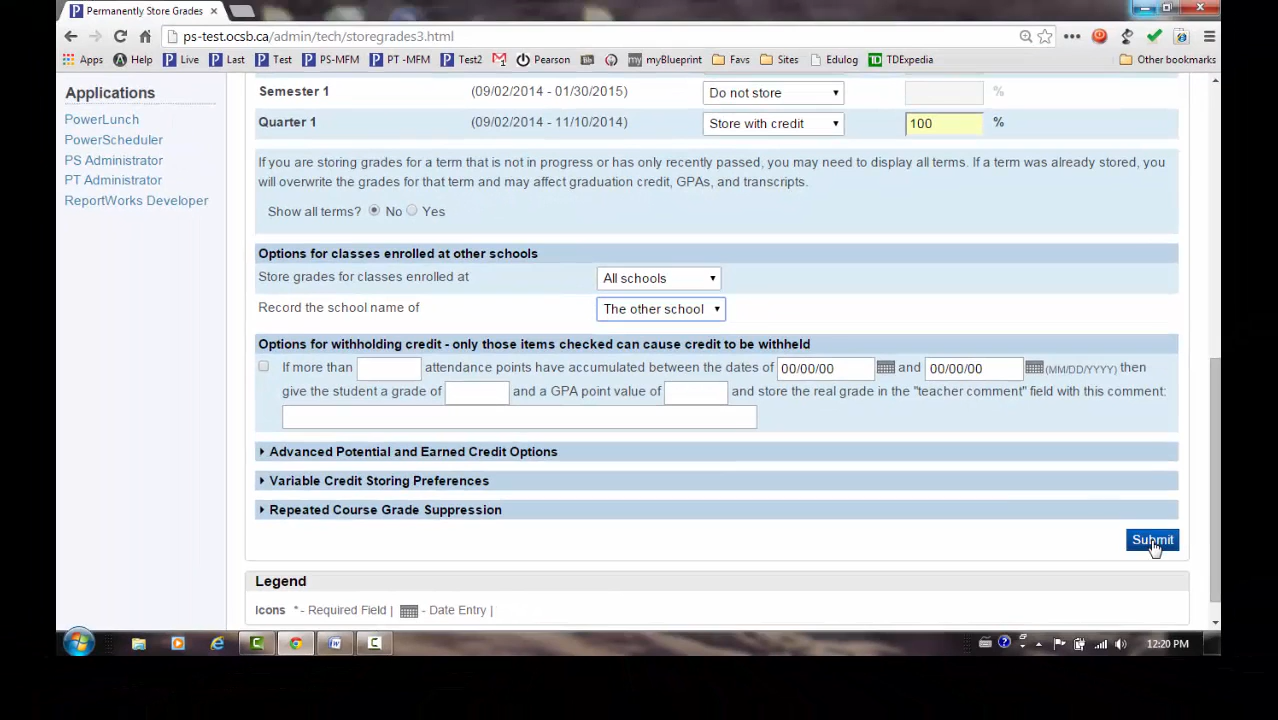 Permanently Store Grades
ps-test.ocsb.ca/admin/tech/storegrades3.html
Apps Help Live Last Test PS-MFM PT -MFM Test2 Pearson myBlueprint Favs Sites Edulog TDExpedia Other bookmarks
Applications
PowerLunch
PowerScheduler
PS Administrator
PT Administrator
ReportWorks Developer
Semester 1 (09/02/2014 - 01/30/2015) Do not store %
Quarter 1 (09/02/2014 - 11/10/2014) Store with credit 100 %
If you are storing grades for a term that is not in progress or has only recently passed, you may need to display all terms. If a term was already stored, you
will overwrite the grades for that term and may affect graduation credit, GPAs, and transcripts.
Show all terms? No Yes
Options for classes enrolled at other schools
Store grades for classes enrolled at All schools
Record the school name of The other school
Options for withholding credit - only those items checked can cause credit to be withheld
If more than attendance points have accumulated between the dates of 00/00/00 and 00/00/00 (MM/DD/YYYY) then
give the student a grade of and a GPA point value of and store the real grade in the "teacher comment" field with this comment:
Advanced Potential and Earned Credit Options
Variable Credit Storing Preferences
Repeated Course Grade Suppression
Submit
Legend
Icons * - Required Field | - Date Entry |
12:20 PM